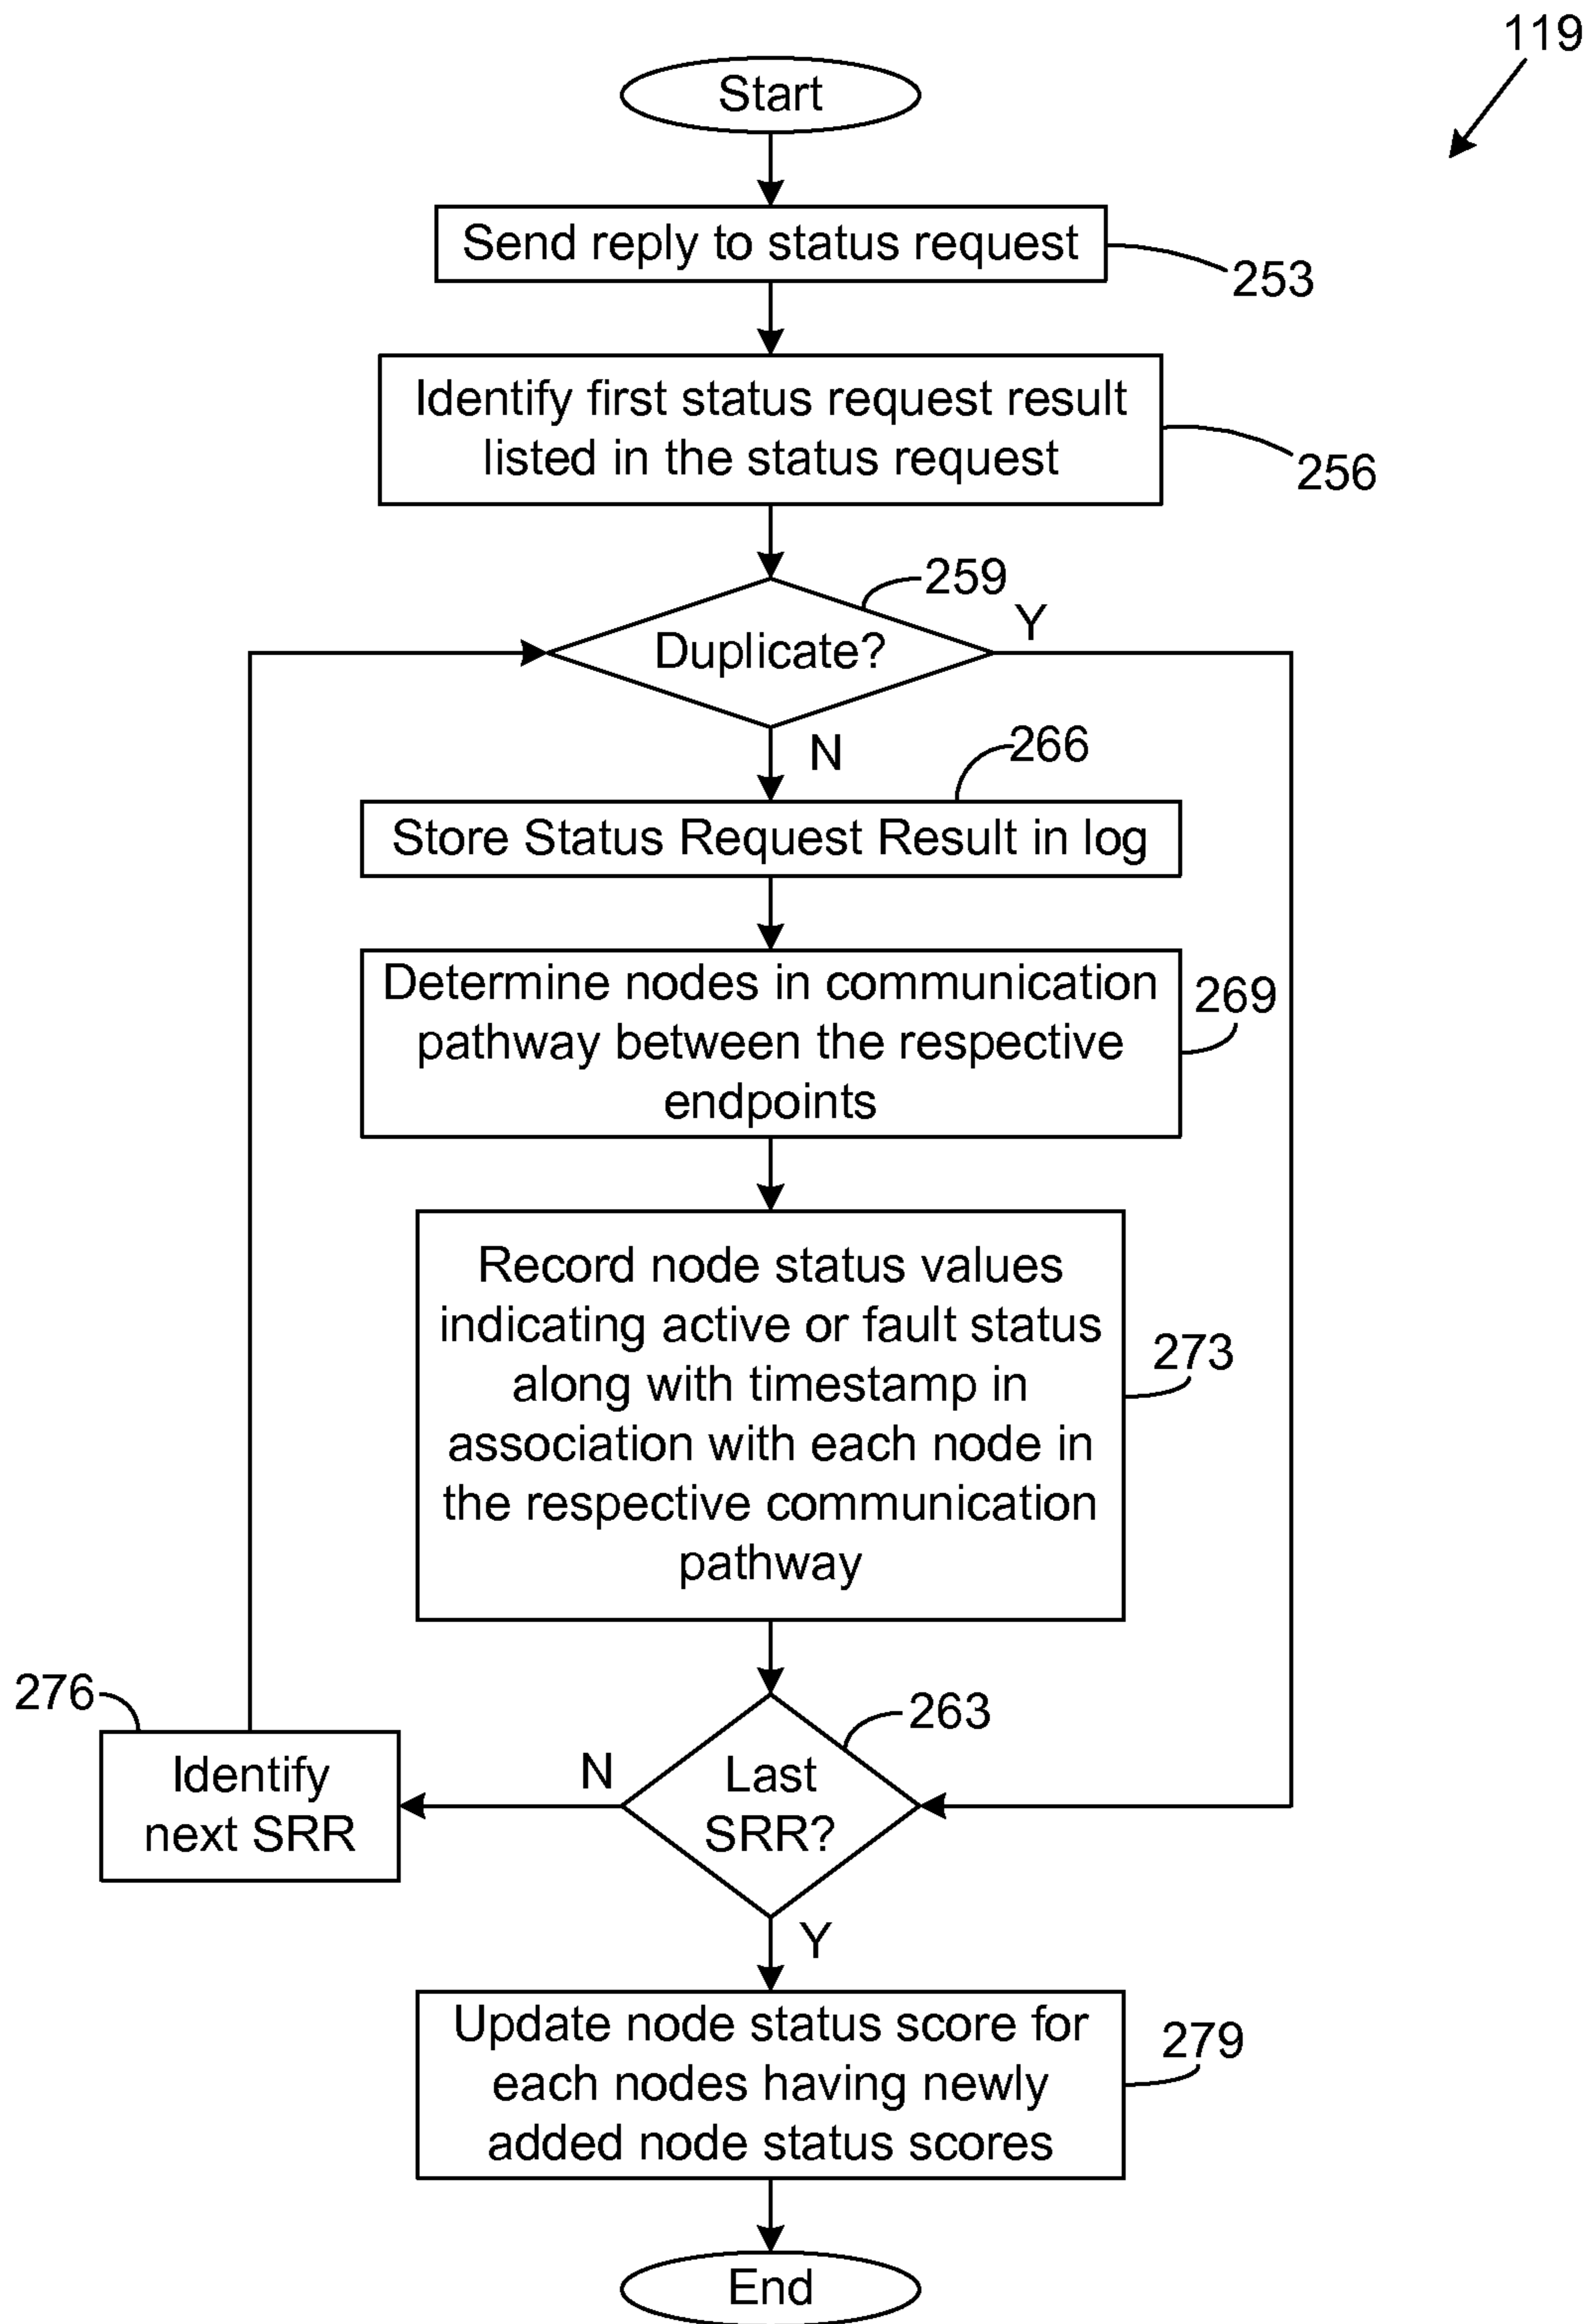 119
Start
Send reply to status request
253
Identify first status request result
listed in the status request
256
259
Duplicate?
Y
N
266
Store Status Request Result in log
Determine nodes in communication
pathway between the respective
endpoints
269
Record node status values
indicating active or fault status
along with timestamp in
association with each node in
the respective communication
pathway
273
276
Identify
next SRR
N
263
Last
SRR?
Y
Update node status score for
each nodes having newly
added node status scores
279
End